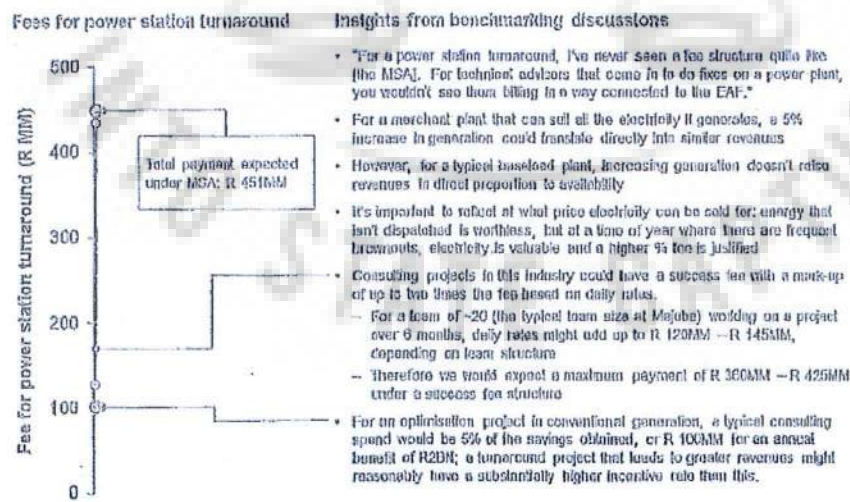 Fees for power station turnaround
Insights from benchmarking discussions
Fee for power station turnaround (R MM)
500
400
300
200
100
0
Total payment expected
under MSA: R 451MM
• "For a power station turnaround, I've never seen a fee structure quite like
[the MSA]. For technical advisors that come in to do fixes on a power plant,
you wouldn't see them billing in a way connected to the EAF."
• For a merchant plant that can sell all the electricity it generates, a 5%
increase in generation could translate directly into similar revenues
• However, for a typical baseload plant, increasing generation doesn't raise
revenues in direct proportion to availability
• It's important to reflect at what price electricity can be sold for: energy that
isn't dispatched is worthless, but at a time of year where there are frequent
brownouts, electricity is valuable and a higher % fee is justified
• Consulting projects in this industry could have a success fee with a mark-up
of up to two times the fee based on daily rates.
– For a team of ~20 (the typical team size at Majuba) working on a project
over 6 months, daily rates might add up to R 120MM – R 145MM,
depending on team structure
– Therefore we would expect a maximum payment of R 360MM – R 425MM
under a success fee structure
• For an optimisation project in conventional generation, a typical consulting
spend would be 5% of the savings obtained, or R 100MM for an annual
benefit of R2BN; a turnaround project that leads to greater revenues might
reasonably have a substantially higher incentive rate than this.